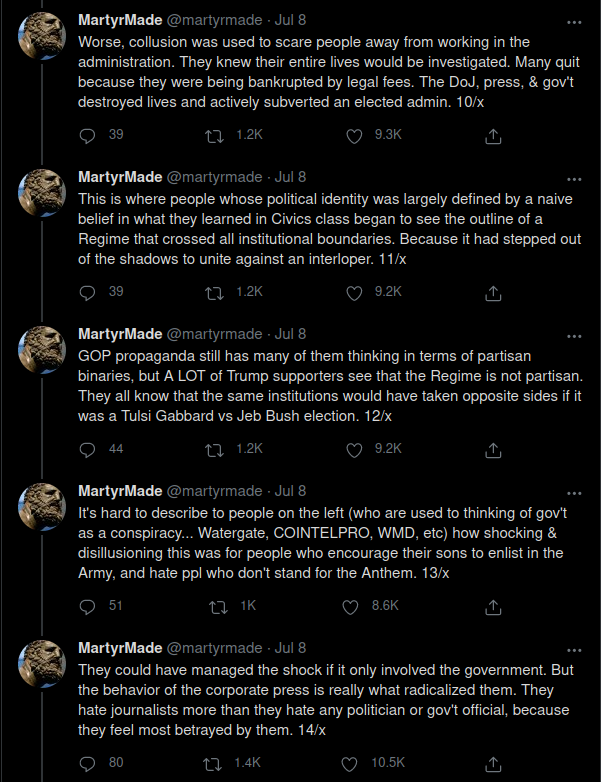 MartyrMade @martyrmade · Jul 8
Worse, collusion was used to scare people away from working in the
administration. They knew their entire lives would be investigated. Many quit
because they were being bankrupted by legal fees. The DoJ, press, & gov't
destroyed lives and actively subverted an elected admin. 10/x
39 1.2K 9.3K
MartyrMade @martyrmade · Jul 8
This is where people whose political identity was largely defined by a naive
belief in what they learned in Civics class began to see the outline of a
Regime that crossed all institutional boundaries. Because it had stepped out
of the shadows to unite against an interloper. 11/x
39 1.2K 9.2K
MartyrMade @martyrmade · Jul 8
GOP propaganda still has many of them thinking in terms of partisan
binaries, but A LOT of Trump supporters see that the Regime is not partisan.
They all know that the same institutions would have taken opposite sides if it
was a Tulsi Gabbard vs Jeb Bush election. 12/x
44 1.2K 9.2K
MartyrMade @martyrmade · Jul 8
It's hard to describe to people on the left (who are used to thinking of gov't
as a conspiracy... Watergate, COINTELPRO, WMD, etc) how shocking &
disillusioning this was for people who encourage their sons to enlist in the
Army, and hate ppl who don't stand for the Anthem. 13/x
51 1K 8.6K
MartyrMade @martyrmade · Jul 8
They could have managed the shock if it only involved the government. But
the behavior of the corporate press is really what radicalized them. They
hate journalists more than they hate any politician or gov't official, because
they feel most betrayed by them. 14/x
80 1.4K 10.5K